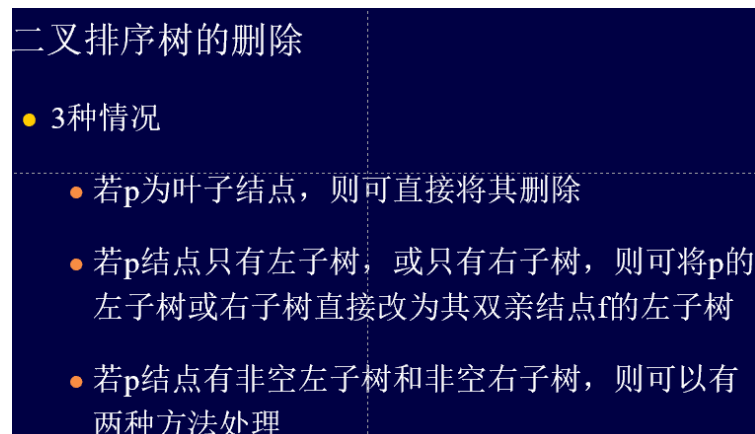 二叉排序树的删除
3种情况
若p为叶子结点，则可直接将其删除
若p结点只有左子树，或只有右子树，则可将p的
左子树或右子树直接改为其双亲结点f的左子树
若p结点有非空左子树和非空右子树，则可以有
两种方法处理